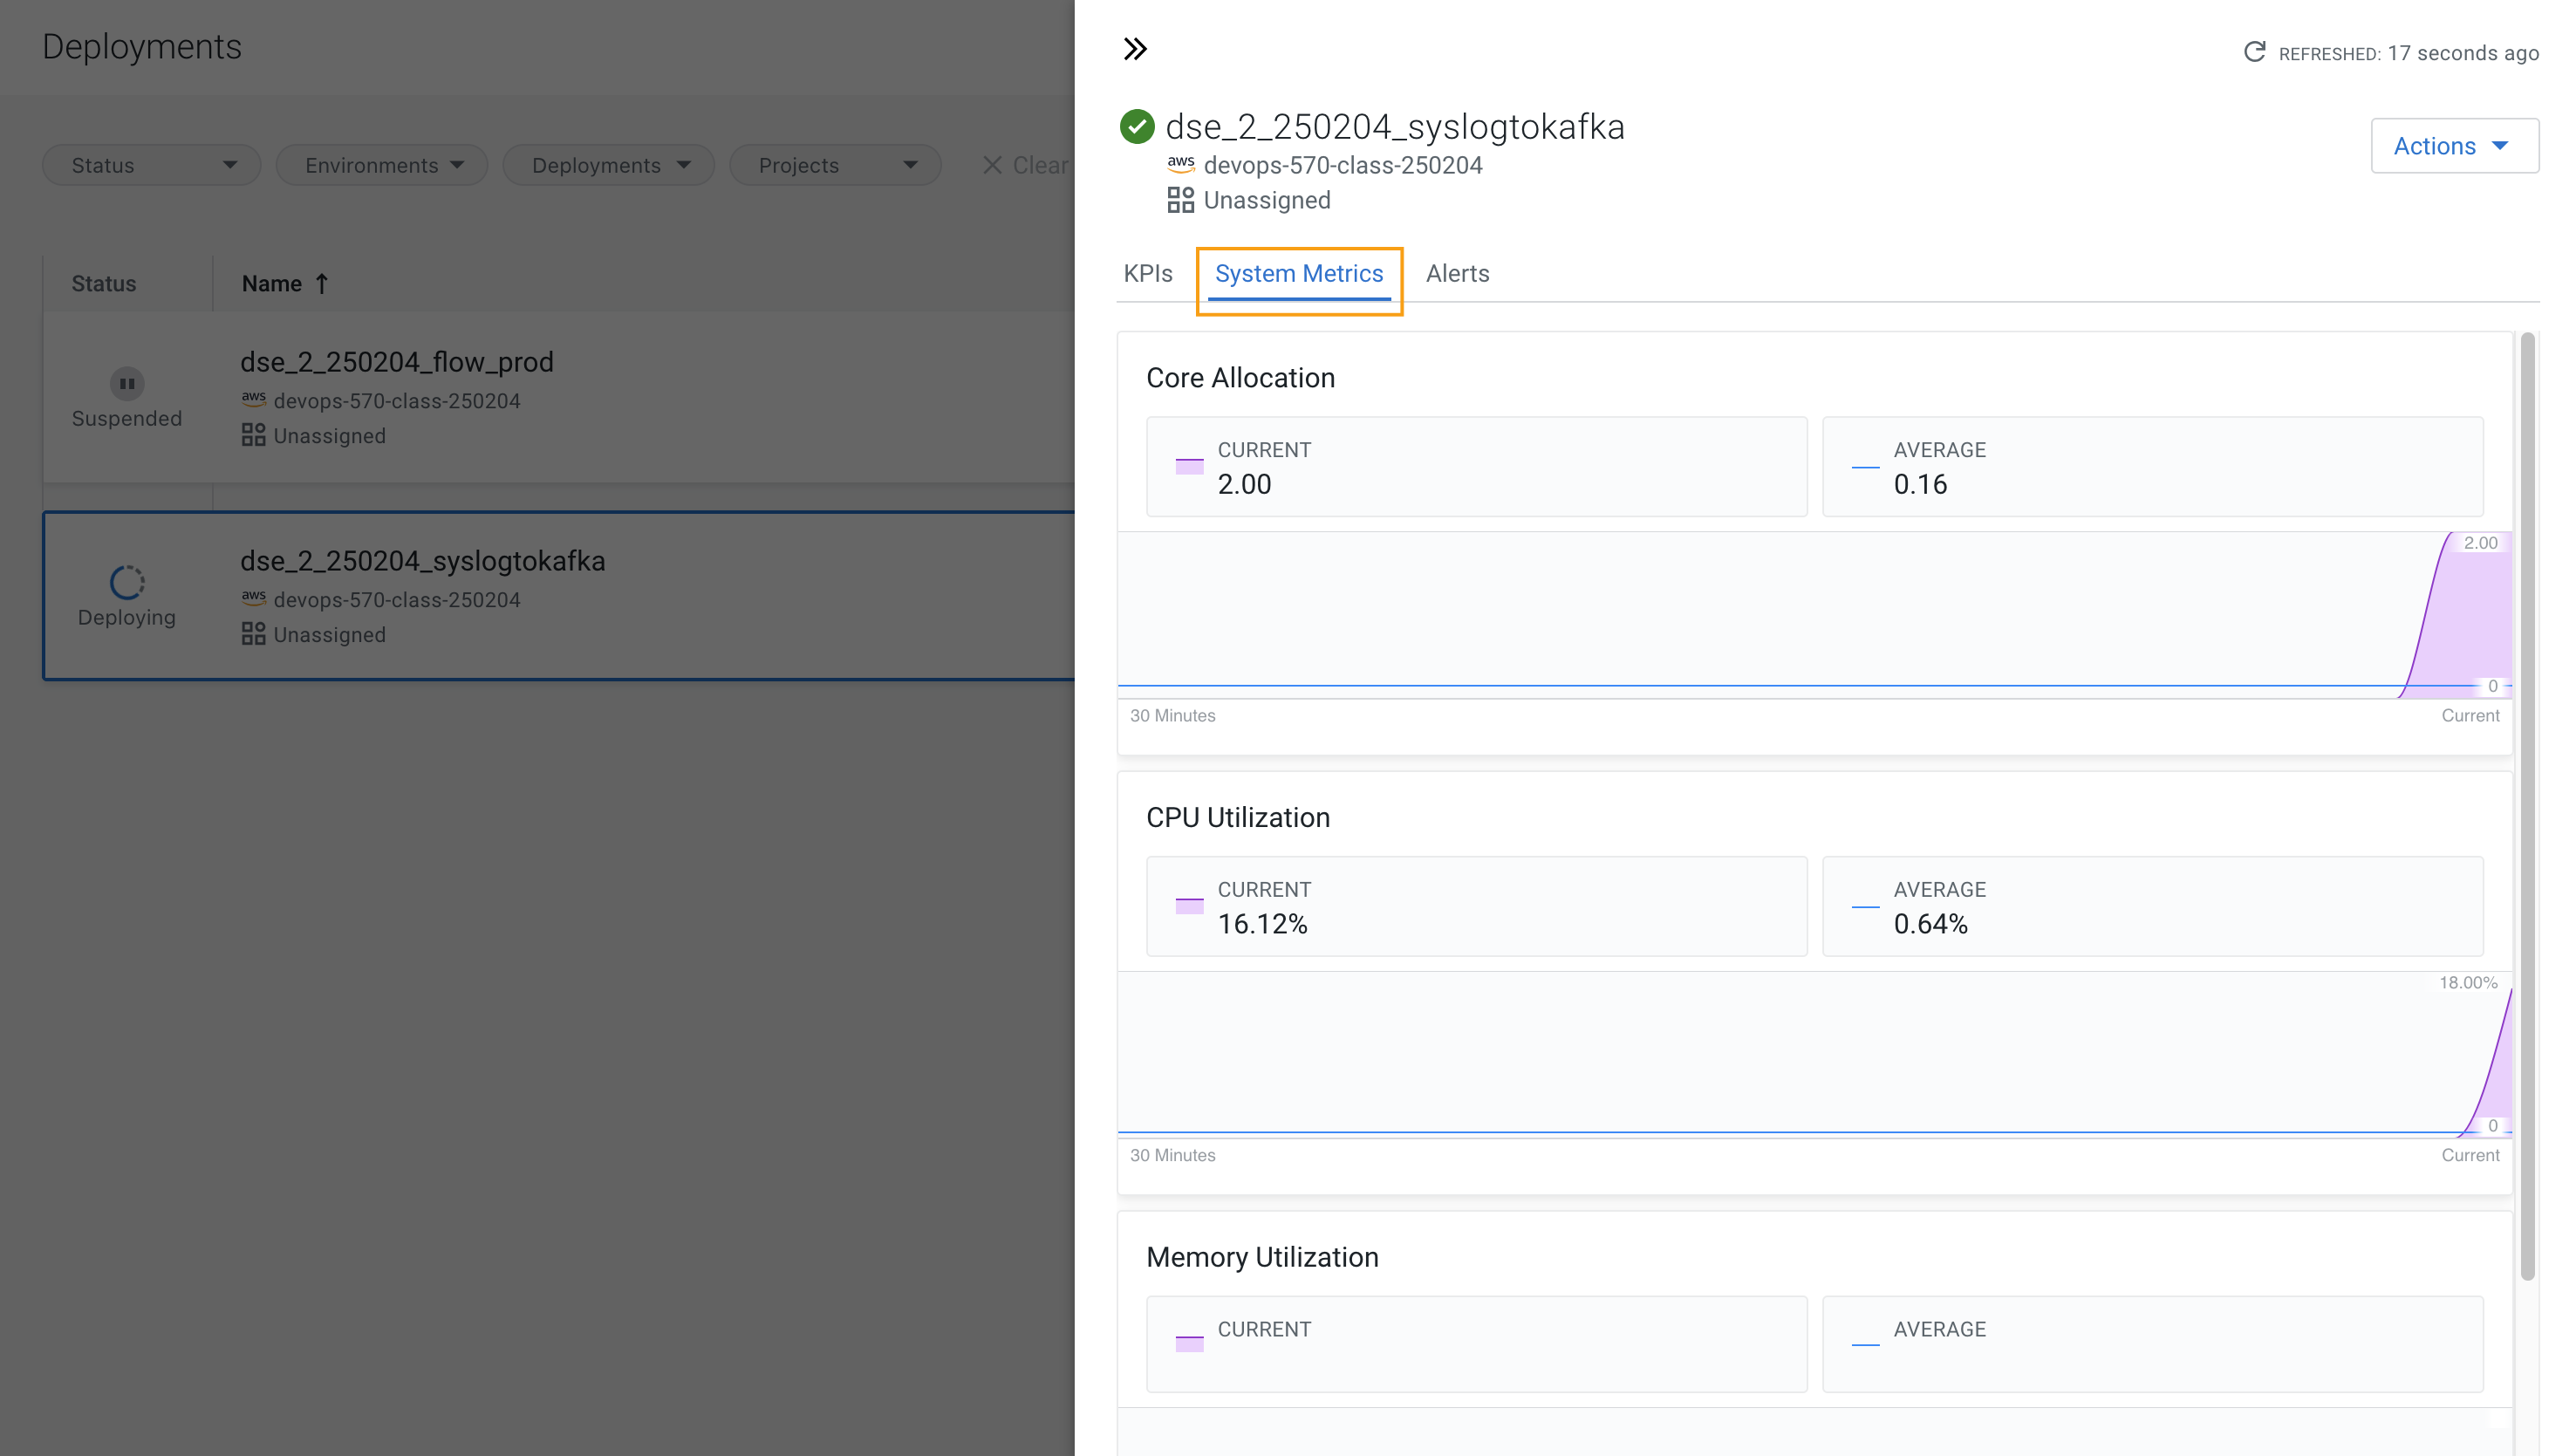 Deployments
Status
Environments
Deployments
Projects
Clear
Status
Name
Suspended
dse_2_250204_flow_prod
aws devops-570-class-250204
Unassigned
Deploying
dse_2_250204_syslogtokafka
aws devops-570-class-250204
Unassigned
REFRESHED: 17 seconds ago
dse_2_250204_syslogtokafka
aws devops-570-class-250204
Unassigned
Actions
KPIs
System Metrics
Alerts
Core Allocation
CURRENT
2.00
AVERAGE
0.16
2.00
0
30 Minutes
Current
CPU Utilization
CURRENT
16.12%
AVERAGE
0.64%
18.00%
0
30 Minutes
Current
Memory Utilization
CURRENT
AVERAGE